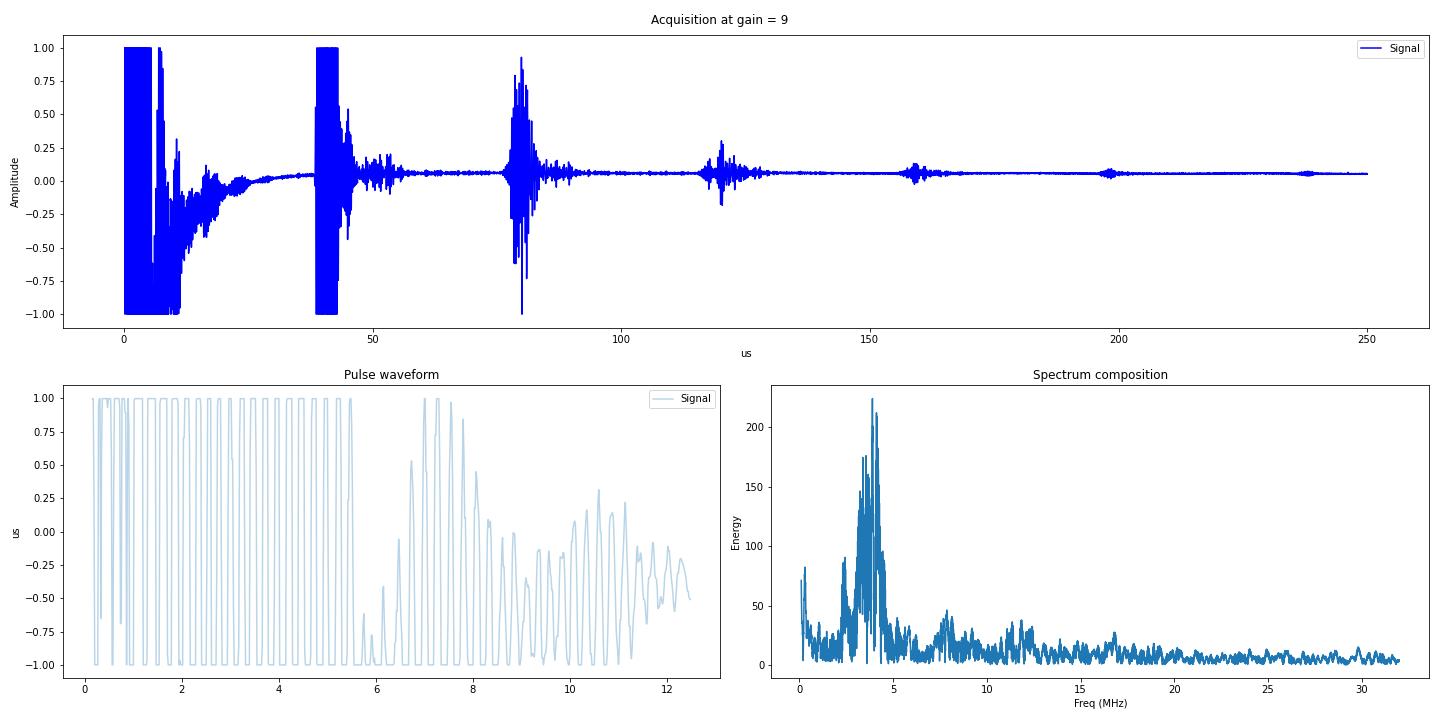 Acquisition at gain = 9
1.00
0.75
0.50
0.25
0.00
−0.25
−0.50
−0.75
−1.00
Amplitude
Signal
0 50 100 150 200 250
us
Pulse waveform
1.00
0.75
0.50
0.25
0.00
−0.25
−0.50
−0.75
−1.00
us
Signal
0 2 4 6 8 10 12
Spectrum composition
200
150
100
50
0
Energy
0 5 10 15 20 25 30
Freq (MHz)